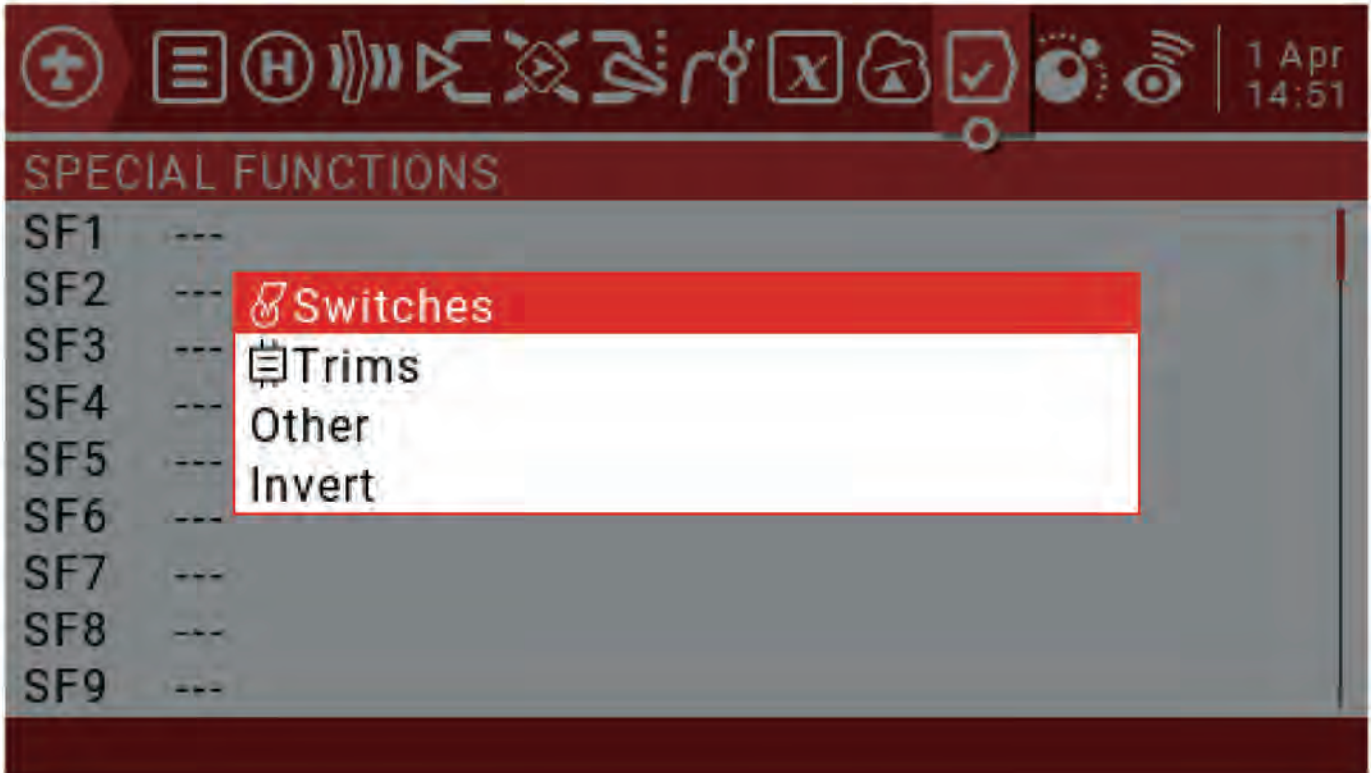 H X 1 Apr
14:51
SPECIAL FUNCTIONS
SF1 ---
SF2 ---
Switches
SF3 ---
Trims
SF4 ---
Other
SF5 ---
Invert
SF6 ---
SF7 ---
SF8 ---
SF9 ---